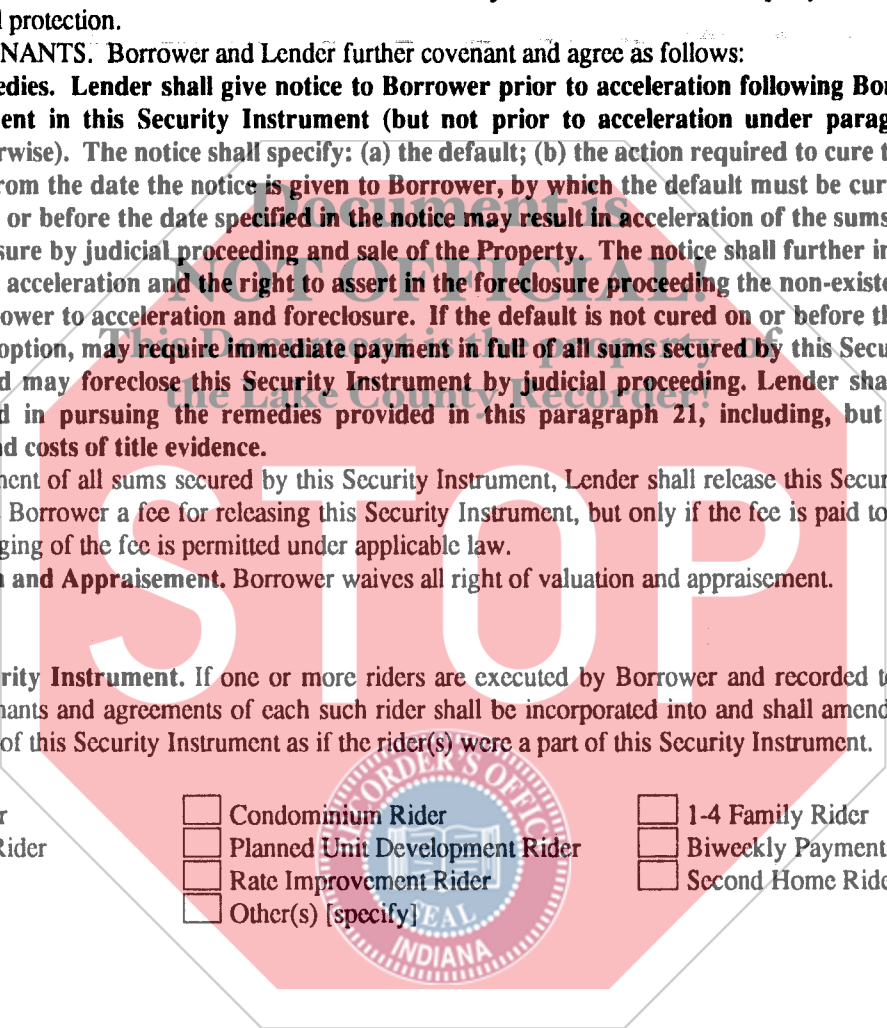 protection.
NANTS. Borrower and Lender further covenant and agree as follows:
edies. Lender shall give notice to Borrower prior to acceleration following Bor
ent in this Security Instrument (but not prior to acceleration under parag
rwise). The notice shall specify: (a) the default; (b) the action required to cure t
rom the date the notice is given to Borrower, by which the default must be cur
or before the date specified in the notice may result in acceleration of the sums
sure by judicial proceeding and sale of the Property. The notice shall further in
acceleration and the right to assert in the foreclosure proceeding the non-existe
ower to acceleration and foreclosure. If the default is not cured on or before th
option, may require immediate payment in full of all sums secured by this Secu
d may foreclose this Security Instrument by judicial proceeding. Lender sha
d in pursuing the remedies provided in this paragraph 21, including, but
nd costs of title evidence.
nent of all sums secured by this Security Instrument, Lender shall release this Secur
Borrower a fee for releasing this Security Instrument, but only if the fee is paid to
ging of the fee is permitted under applicable law.
n and Appraisement. Borrower waives all right of valuation and appraisement.
rity Instrument. If one or more riders are executed by Borrower and recorded t
nants and agreements of each such rider shall be incorporated into and shall amend
of this Security Instrument as if the rider(s) were a part of this Security Instrument.
r
Rider
Condominium Rider
Planned Unit Development Rider
Rate Improvement Rider
Other(s) [specify]
1-4 Family Rider
Biweekly Payment
Second Home Ride
Document is
NOT OFFICIAL!
This Document is the property of
the Lake County Recorder!
STOP
RECORDER'S OFFICE
SEAL
INDIANA